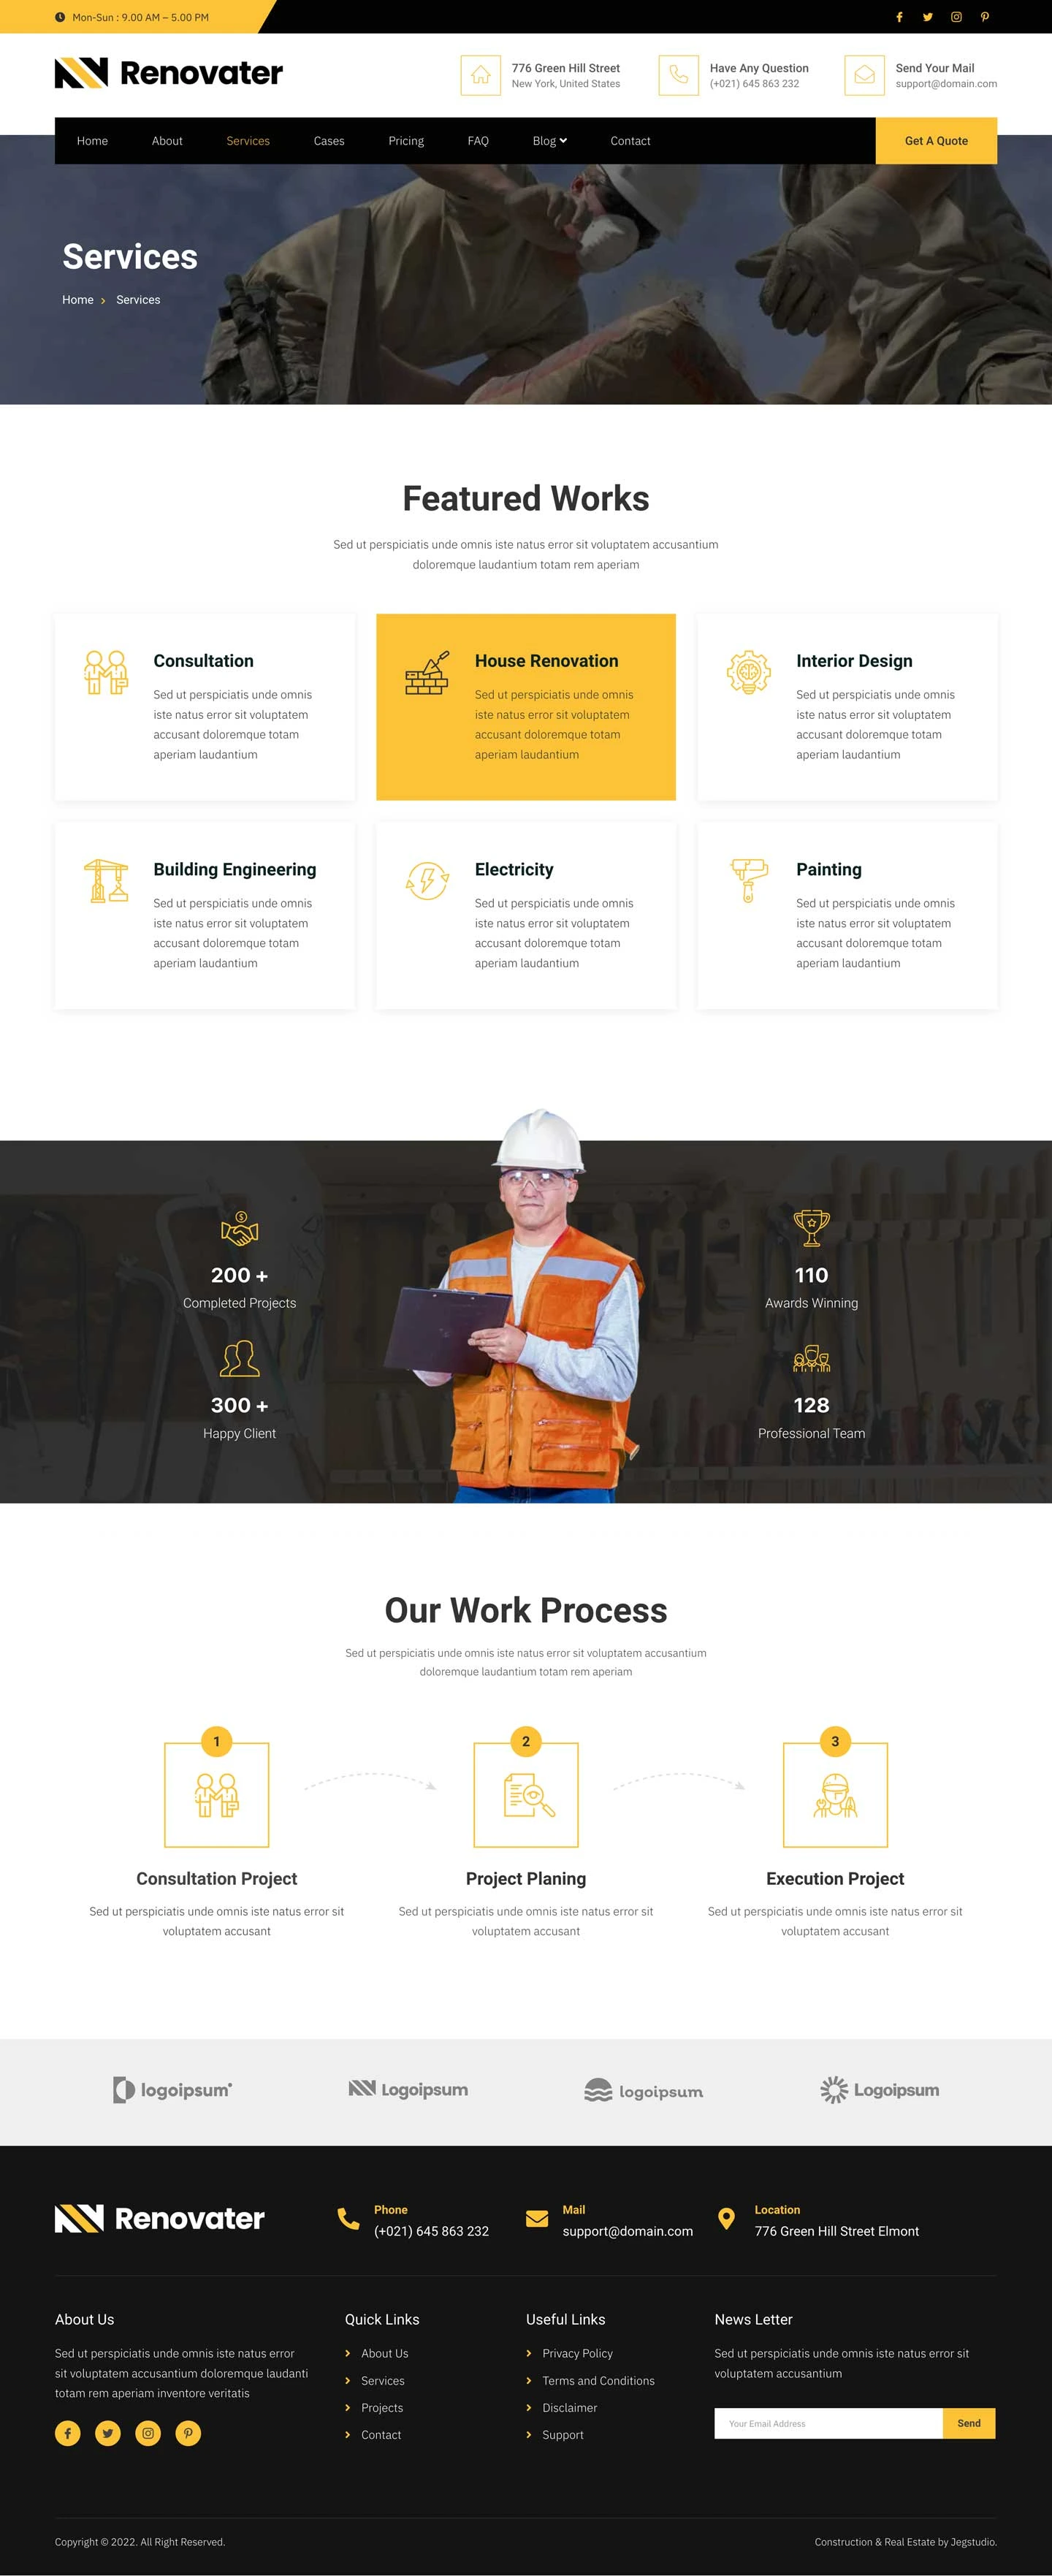 Mon-Sun : 9.00 AM – 5.00 PM
Renovater
776 Green Hill Street
New York, United States
Have Any Question
(+021) 645 863 232
Send Your Mail
support@domain.com
Home About Services Cases Pricing FAQ Blog Contact Get A Quote
Services
Home Services
Featured Works
Sed ut perspiciatis unde omnis iste natus error sit voluptatem accusantium
doloremque laudantium totam rem aperiam
Consultation
Sed ut perspiciatis unde omnis
iste natus error sit voluptatem
accusant doloremque totam
aperiam laudantium
House Renovation
Sed ut perspiciatis unde omnis
iste natus error sit voluptatem
accusant doloremque totam
aperiam laudantium
Interior Design
Sed ut perspiciatis unde omnis
iste natus error sit voluptatem
accusant doloremque totam
aperiam laudantium
Building Engineering
Sed ut perspiciatis unde omnis
iste natus error sit voluptatem
accusant doloremque totam
aperiam laudantium
Electricity
Sed ut perspiciatis unde omnis
iste natus error sit voluptatem
accusant doloremque totam
aperiam laudantium
Painting
Sed ut perspiciatis unde omnis
iste natus error sit voluptatem
accusant doloremque totam
aperiam laudantium
200 +
Completed Projects
110
Awards Winning
300 +
Happy Client
128
Professional Team
Our Work Process
Sed ut perspiciatis unde omnis iste natus error sit voluptatem accusantium
doloremque laudantium totam rem aperiam
1
Consultation Project
Sed ut perspiciatis unde omnis iste natus error sit
voluptatem accusant
2
Project Planing
Sed ut perspiciatis unde omnis iste natus error sit
voluptatem accusant
3
Execution Project
Sed ut perspiciatis unde omnis iste natus error sit
voluptatem accusant
logoipsum
Logoipsum
logoipsum
Logoipsum
Renovater
Phone
(+021) 645 863 232
Mail
support@domain.com
Location
776 Green Hill Street Elmont
About Us
Sed ut perspiciatis unde omnis iste natus error
sit voluptatem accusantium doloremque laudanti
totam rem aperiam inventore veritatis
Quick Links
About Us
Services
Projects
Contact
Useful Links
Privacy Policy
Terms and Conditions
Disclaimer
Support
News Letter
Sed ut perspiciatis unde omnis iste natus error sit
voluptatem accusantium
Your Email Address Send
Copyright © 2022. All Right Reserved.
Construction & Real Estate by Jegstudio.